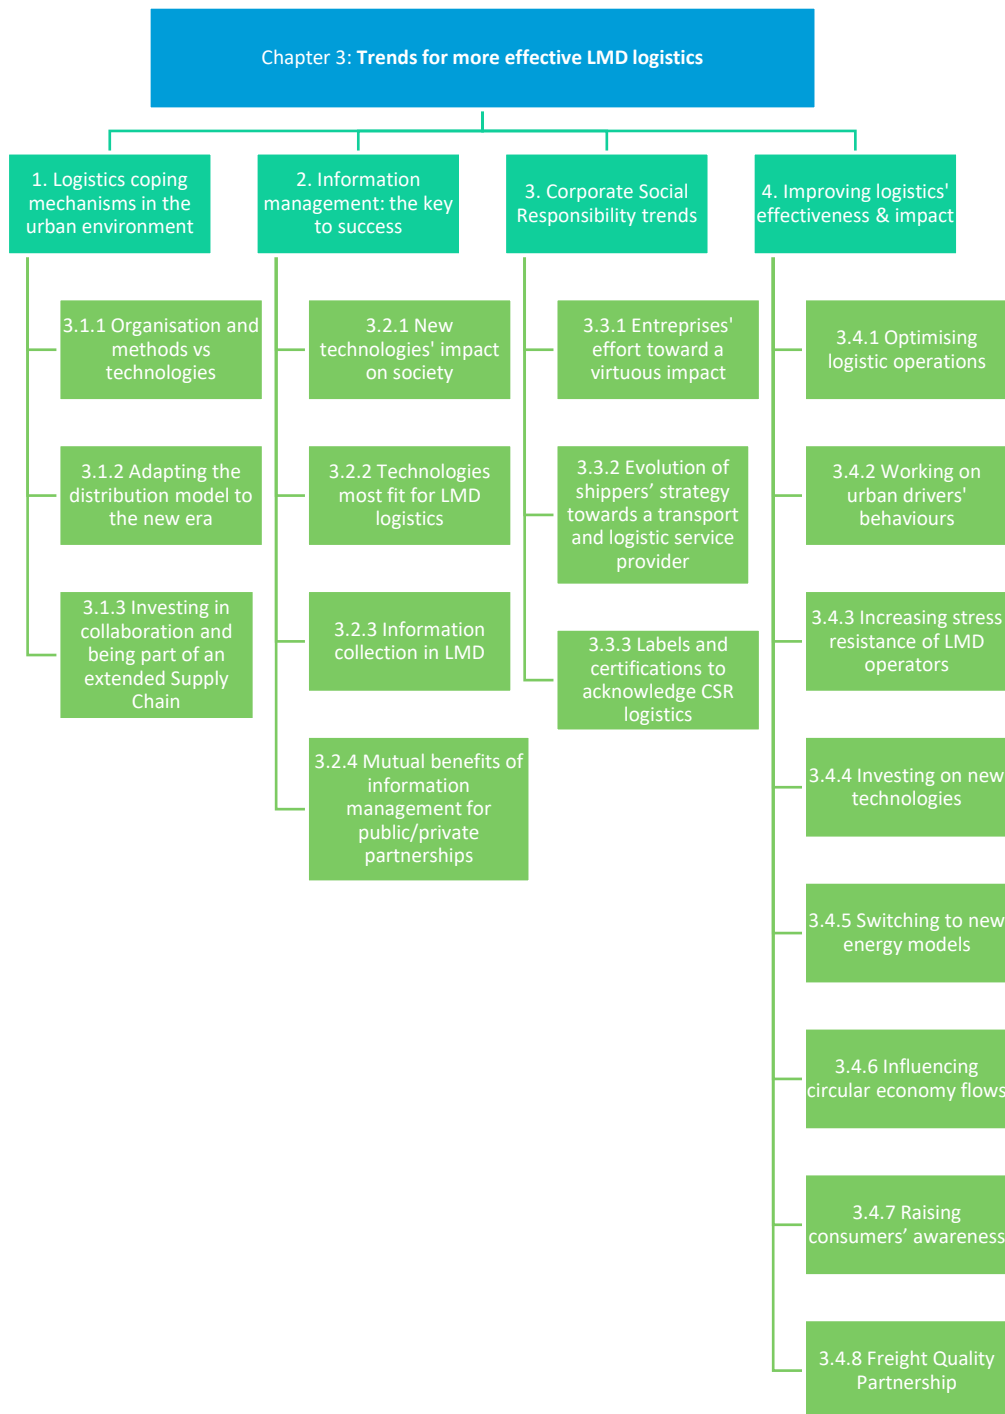 Chapter 3: Trends for more effective LMD logistics
1. Logistics coping
mechanisms in the
urban environment
3.1.1 Organisation and
methods vs
technologies
3.1.2 Adapting the
distribution model to
the new era
3.1.3 Investing in
collaboration and
being part of an
extended Supply
Chain
2. Information
management: the key
to success
3.2.1 New
technologies' impact
on society
3.2.2 Technologies
most fit for LMD
logistics
3.2.3 Information
collection in LMD
3.2.4 Mutual benefits of
information
management for
public/private
partnerships
3. Corporate Social
Responsibility trends
3.3.1 Entreprises'
effort toward a
virtuous impact
3.3.2 Evolution of
shippers’ strategy
towards a transport
and logistic service
provider
3.3.3 Labels and
certifications to
acknowledge CSR
logistics
4. Improving logistics'
effectiveness & impact
3.4.1 Optimising
logistic operations
3.4.2 Working on
urban drivers'
behaviours
3.4.3 Increasing stress
resistance of LMD
operators
3.4.4 Investing on new
technologies
3.4.5 Switching to new
energy models
3.4.6 Influencing
circular economy flows
3.4.7 Raising
consumers’ awareness
3.4.8 Freight Quality
Partnership